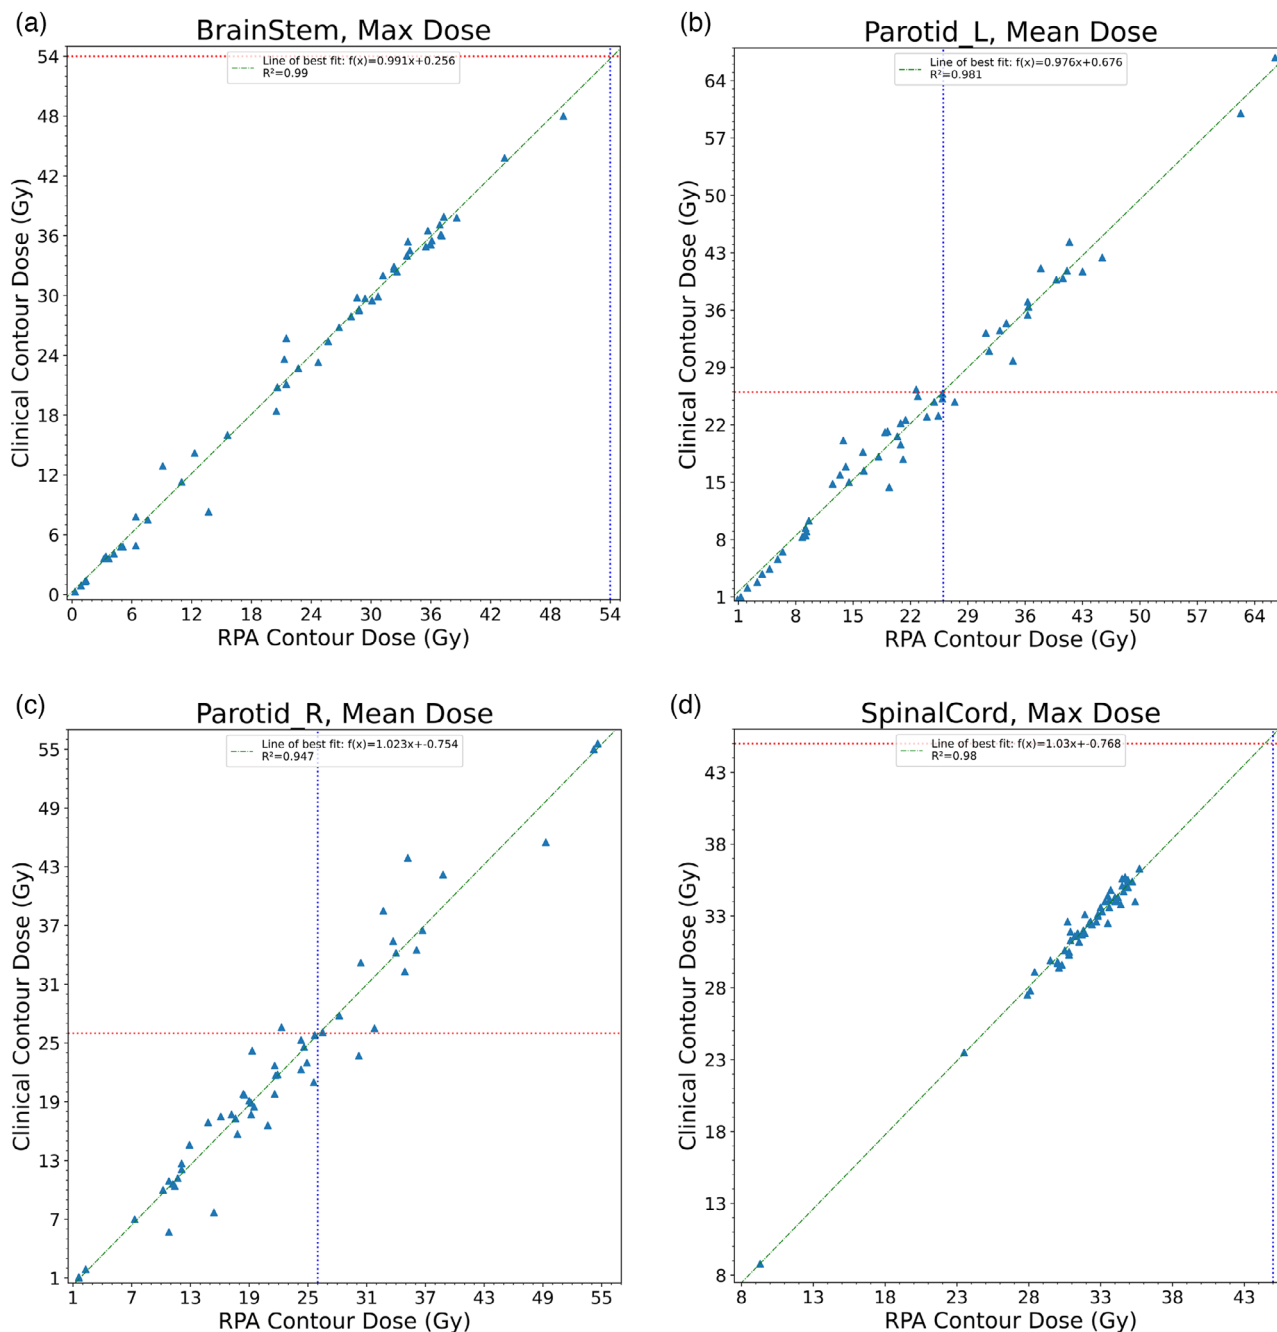 (a)
BrainStem, Max Dose
Line of best fit: f(x)=0.991x+0.256
R²=0.99
54
48
42
36
30
24
18
12
6
0
Clinical Contour Dose (Gy)
0 6 12 18 24 30 36 42 48 54
RPA Contour Dose (Gy)
(b)
Parotid_L, Mean Dose
Line of best fit: f(x)=0.976x+0.676
R²=0.981
64
57
50
43
36
29
22
15
8
1
Clinical Contour Dose (Gy)
1 8 15 22 29 36 43 50 57 64
RPA Contour Dose (Gy)
(c)
Parotid_R, Mean Dose
Line of best fit: f(x)=1.023x+-0.754
R²=0.947
55
49
43
37
31
25
19
13
7
1
Clinical Contour Dose (Gy)
1 7 13 19 25 31 37 43 49 55
RPA Contour Dose (Gy)
(d)
SpinalCord, Max Dose
Line of best fit: f(x)=1.03x+-0.768
R²=0.98
43
38
33
28
23
18
13
8
Clinical Contour Dose (Gy)
8 13 18 23 28 33 38 43
RPA Contour Dose (Gy)